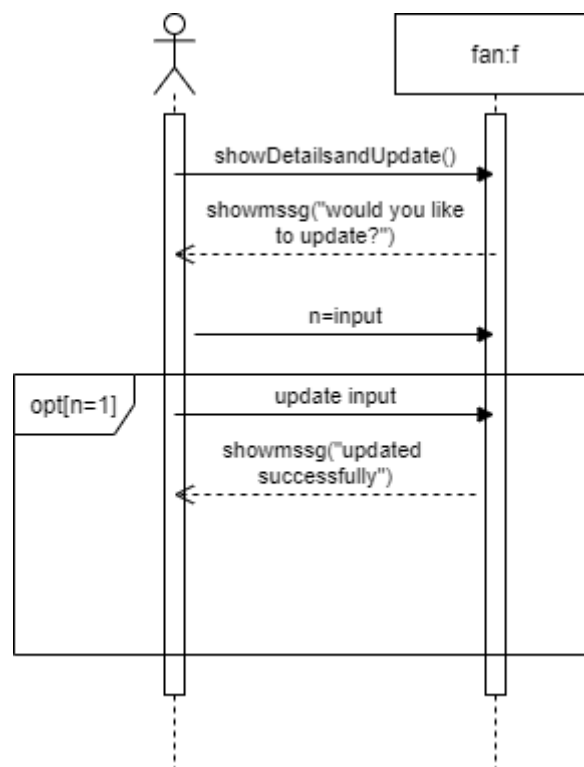 fan:f
showDetailsandUpdate()
showmssg("would you like
to update?")
n=input
opt[n=1]
update input
showmssg("updated
successfully")